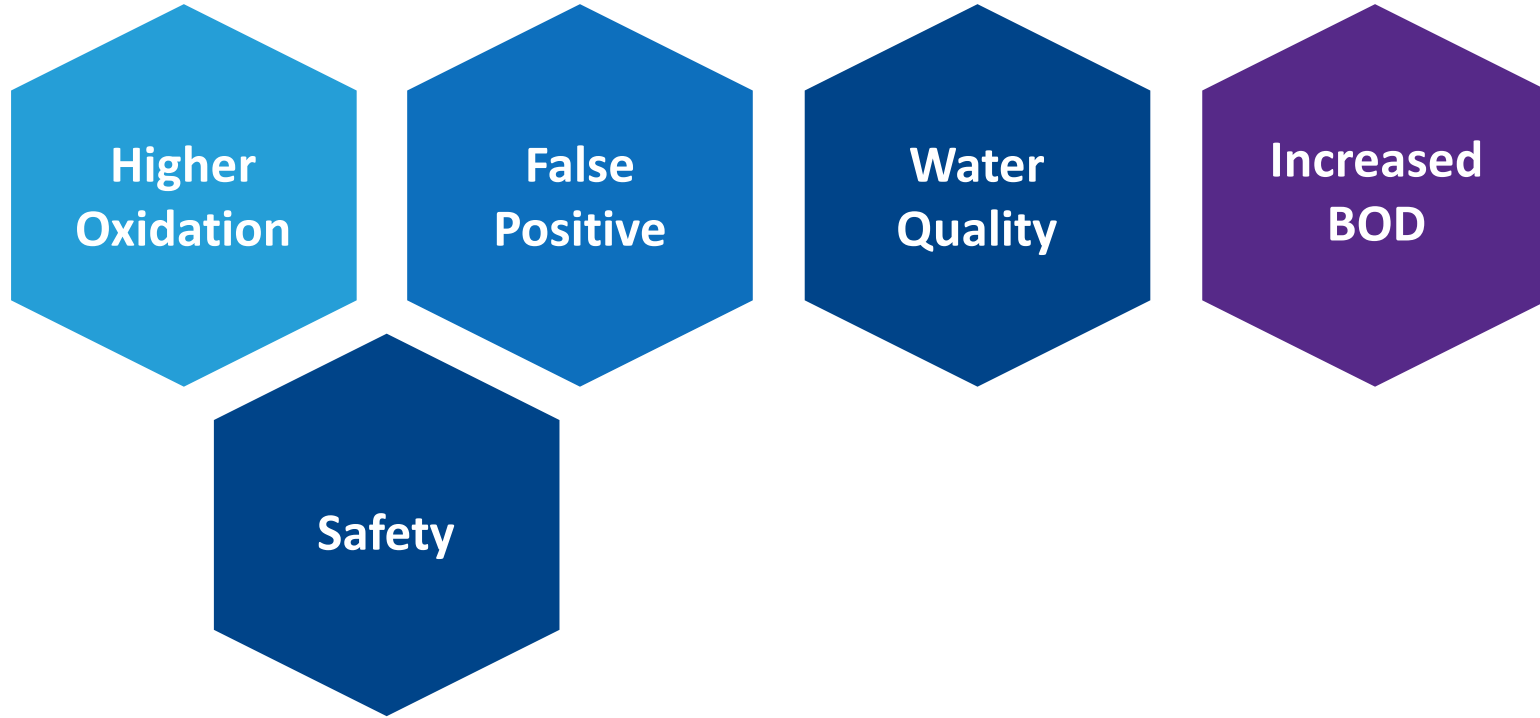 Higher
Oxidation
False
Positive
Water
Quality
Increased
BOD
Safety